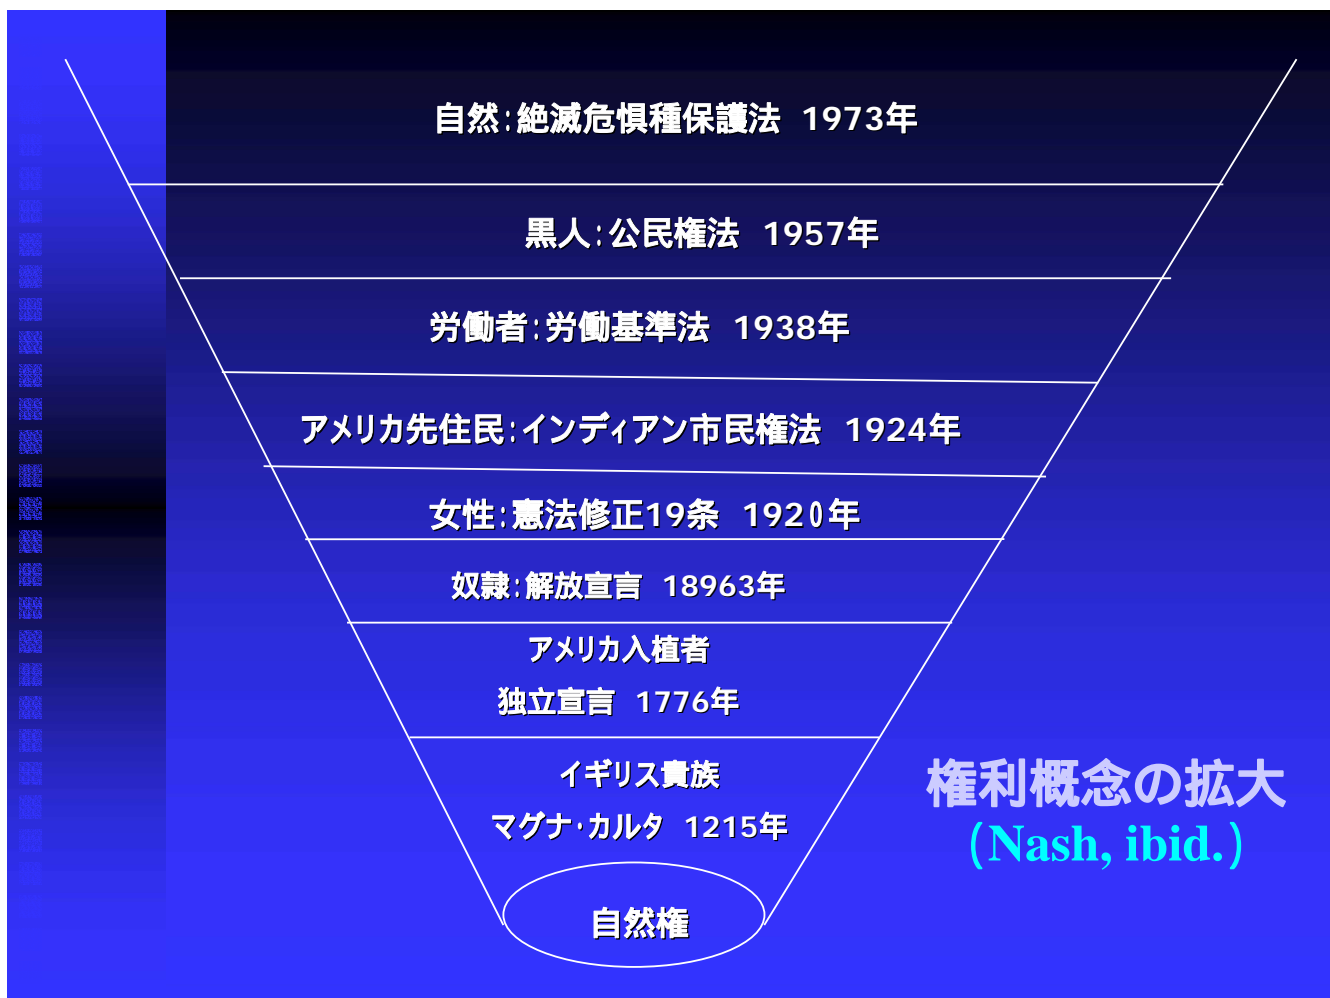 自然:絶滅危惧種保護法 1973年
黒人:公民権法 1957年
労働者:労働基準法 1938年
アメリカ先住民:インディアン市民権法 1924年
女性:憲法修正19条 1920年
奴隷:解放宣言 18963年
アメリカ入植者
独立宣言 1776年
イギリス貴族
マグナ・カルタ 1215年
自然権
権利概念の拡大
(Nash, ibid.)